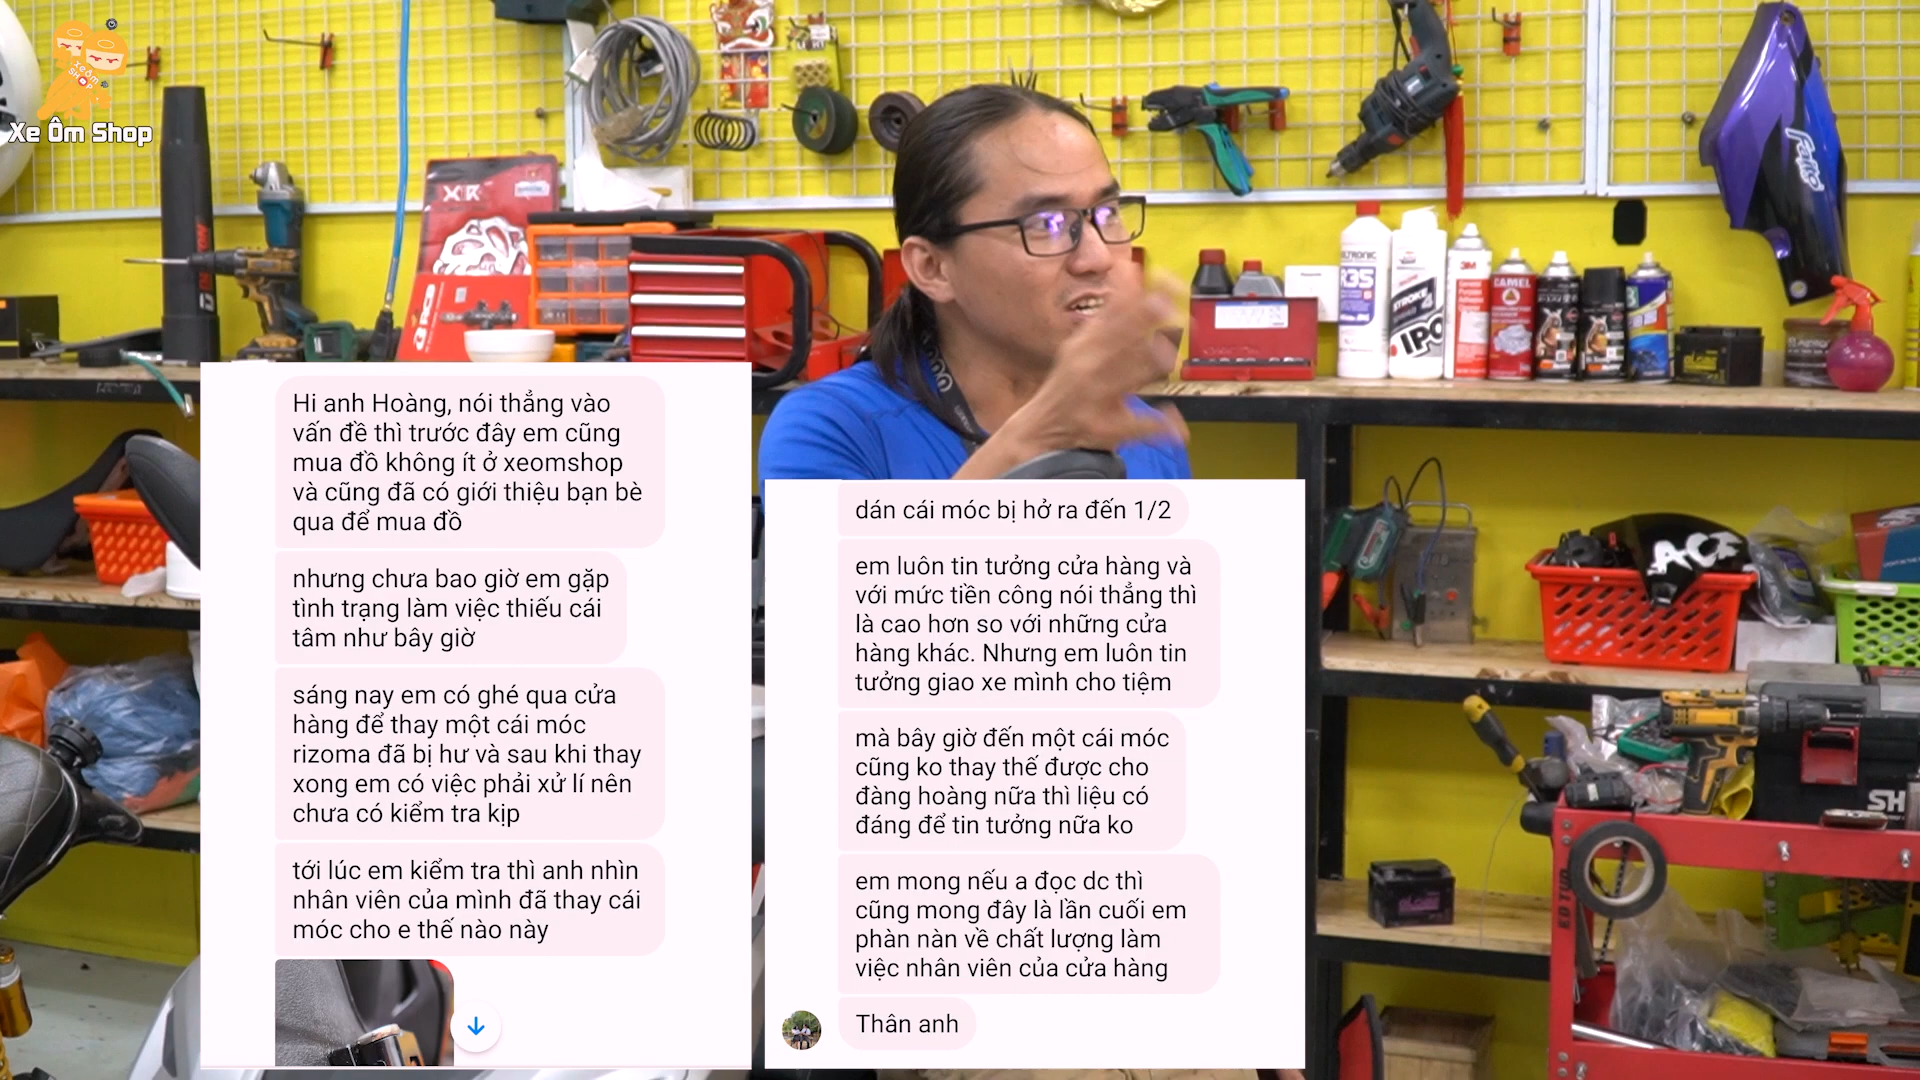 Xe Ôm Shop
XR
RCB
Patito
ELTRONIC
R35
STROKE 4
IPO
3M
CAMEL
ACE
SH
Hi anh Hoàng, nói thẳng vào
vấn đề thì trước đây em cũng
mua đồ không ít ở xeomshop
và cũng đã có giới thiệu bạn bè
qua để mua đồ
nhưng chưa bao giờ em gặp
tình trạng làm việc thiếu cái
tâm như bây giờ
sáng nay em có ghé qua cửa
hàng để thay một cái móc
rizoma đã bị hư và sau khi thay
xong em có việc phải xử lí nên
chưa có kiểm tra kịp
tới lúc em kiểm tra thì anh nhìn
nhân viên của mình đã thay cái
móc cho e thế nào này
dán cái móc bị hở ra đến 1/2
em luôn tin tưởng cửa hàng và
với mức tiền công nói thẳng thì
là cao hơn so với những cửa
hàng khác. Nhưng em luôn tin
tưởng giao xe mình cho tiệm
mà bây giờ đến một cái móc
cũng ko thay thế được cho
đàng hoàng nữa thì liệu có
đáng để tin tưởng nữa ko
em mong nếu a đọc dc thì
cũng mong đây là lần cuối em
phàn nàn về chất lượng làm
việc nhân viên của cửa hàng
Thân anh